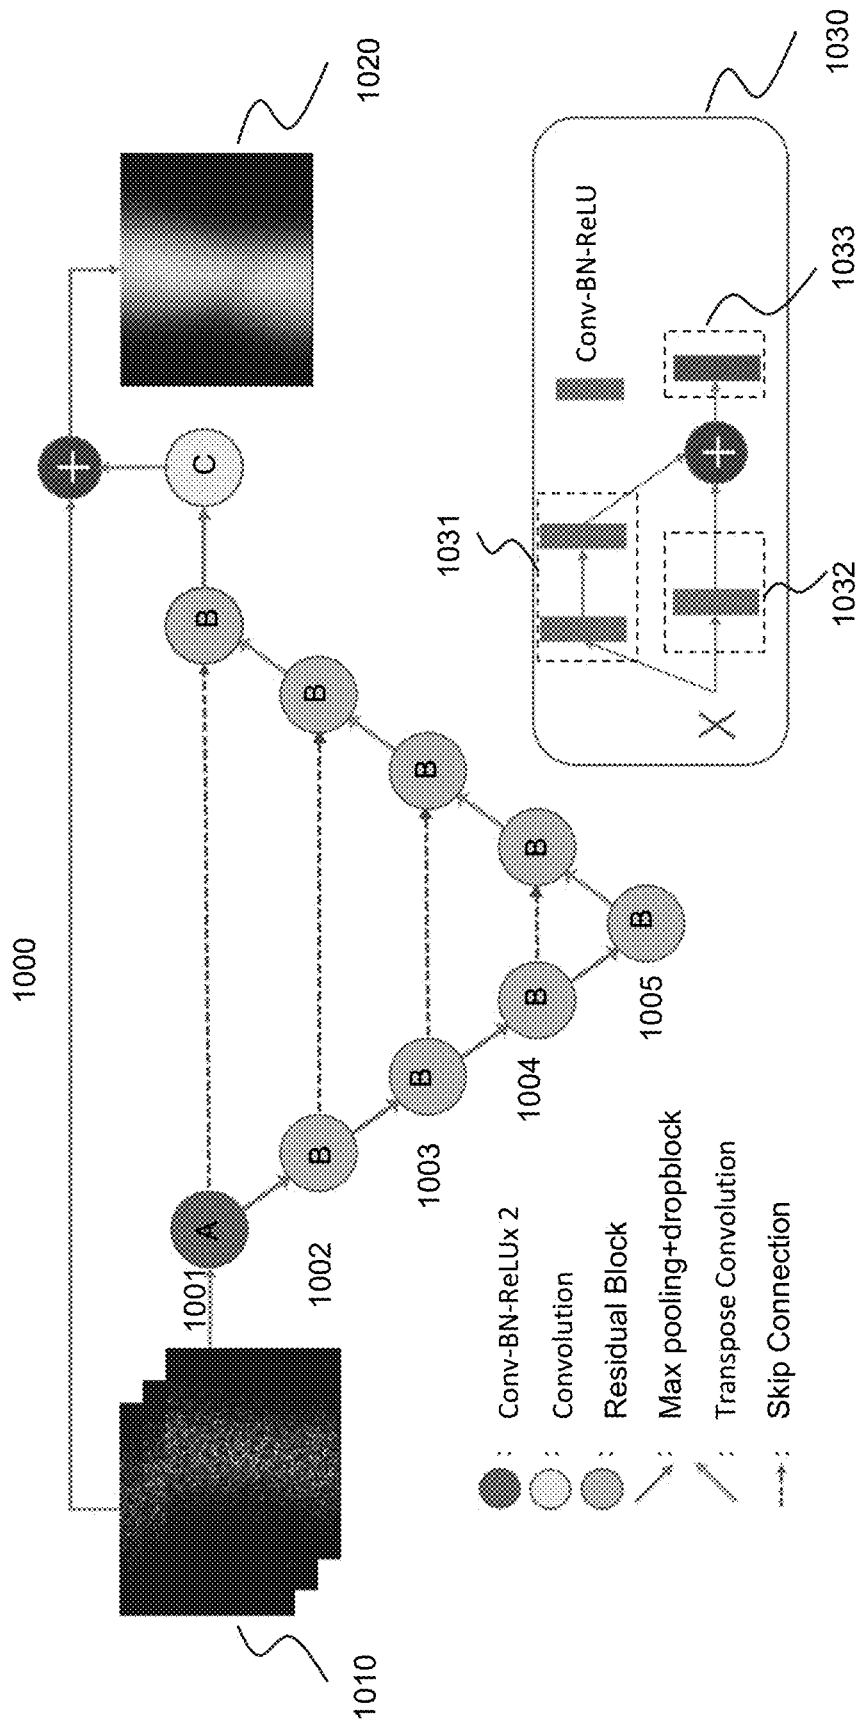 1000
1010
1001
A
1002
B
1003
B
1004
B
1005
B
B
B
B
B
C
+
1020
: Conv-BN-ReLUx 2
: Convolution
: Residual Block
: Max pooling+dropblock
: Transpose Convolution
: Skip Connection
X
1031
1032
+
1033
Conv-BN-ReLU
1030